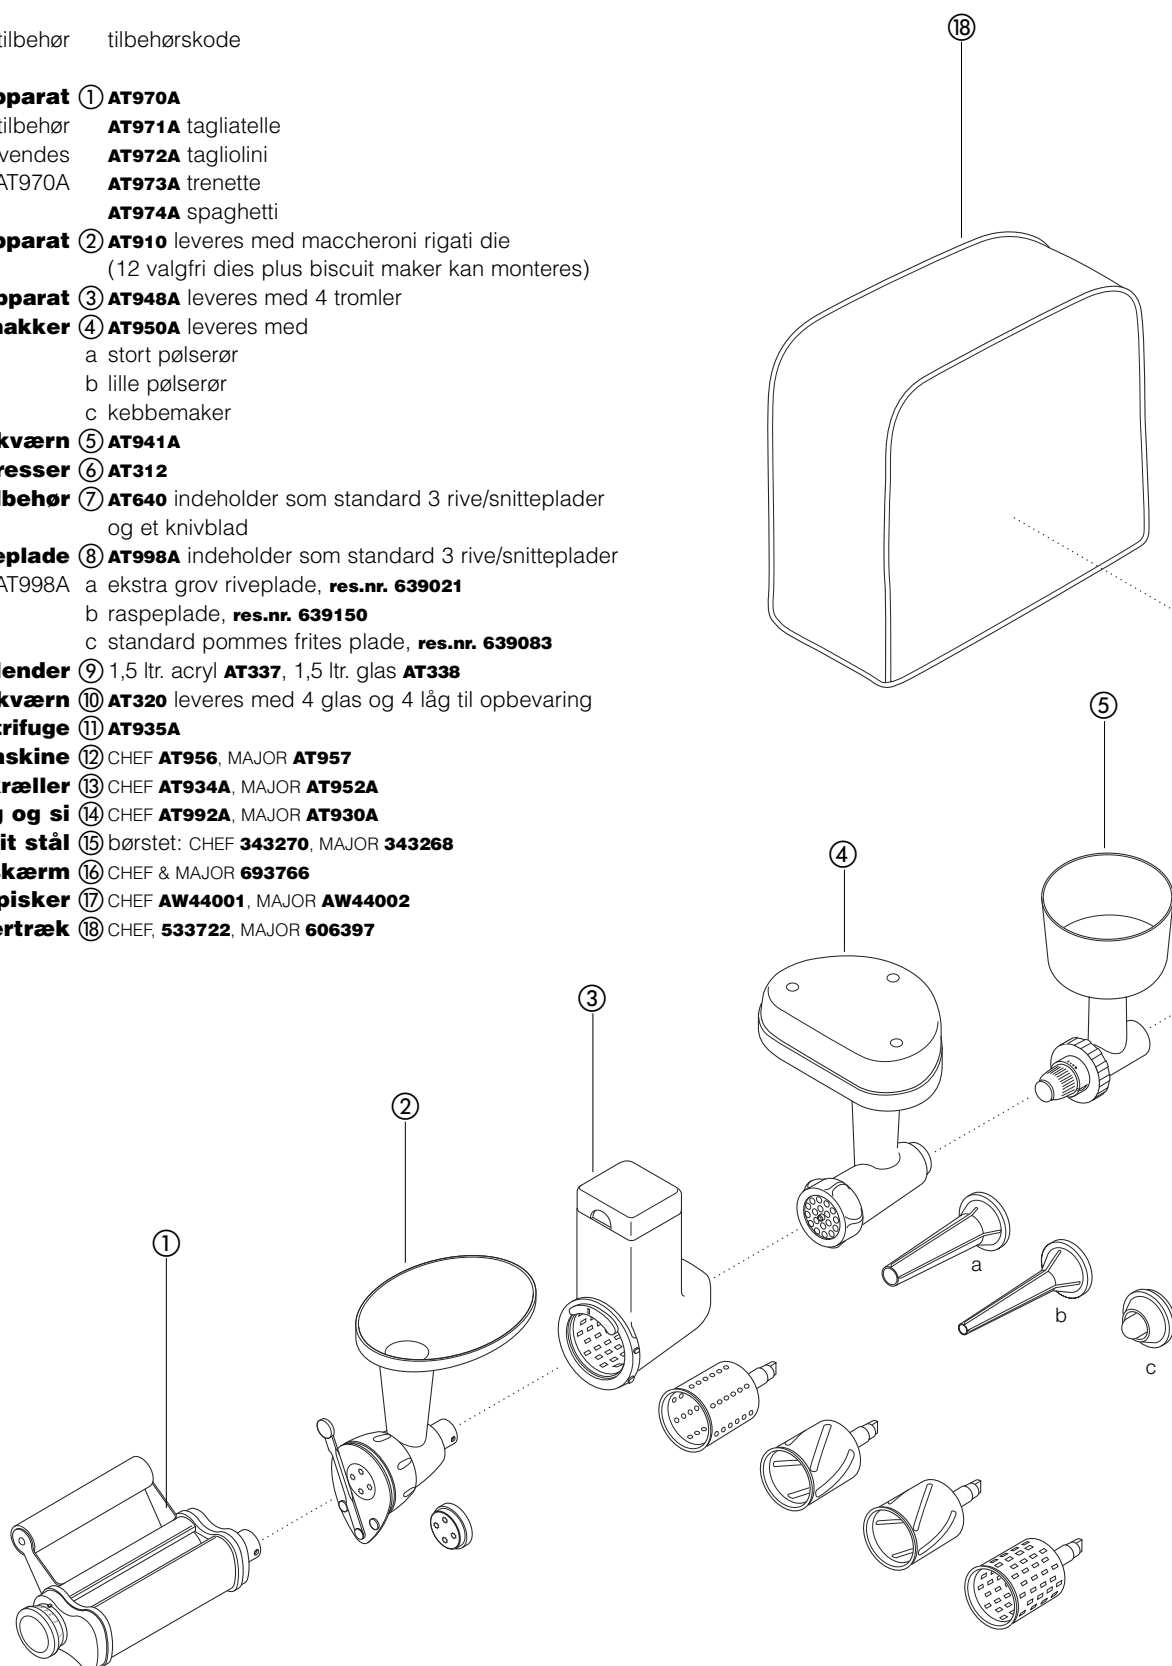 tilbehør tilbehørskode
pparat ① AT970A
tilbehør AT971A tagliatelle
vendes AT972A tagliolini
AT970A AT973A trenette
AT974A spaghetti
pparat ② AT910 leveres med maccheroni rigati die
(12 valgfri dies plus biscuit maker kan monteres)
pparat ③ AT948A leveres med 4 tromler
hakker ④ AT950A leveres med
a stort pølserør
b lille pølserør
c kebbemaker
kværn ⑤ AT941A
resser ⑥ AT312
lbehør ⑦ AT640 indeholder som standard 3 rive/snitteplader
og et knivblad
eplade ⑧ AT998A indeholder som standard 3 rive/snitteplader
AT998A a ekstra grov riveplade, res.nr. 639021
b raspeplade, res.nr. 639150
c standard pommes frites plade, res.nr. 639083
lender ⑨ 1,5 ltr. acryl AT337, 1,5 ltr. glas AT338
kværn ⑩ AT320 leveres med 4 glas og 4 låg til opbevaring
trifuge ⑪ AT935A
askine ⑫ CHEF AT956, MAJOR AT957
kræller ⑬ CHEF AT934A, MAJOR AT952A
g og si ⑭ CHEF AT992A, MAJOR AT930A
it stål ⑮ børstet: CHEF 343270, MAJOR 343268
skærm ⑯ CHEF & MAJOR 693766
pisker ⑰ CHEF AW44001, MAJOR AW44002
ertræk ⑱ CHEF, 533722, MAJOR 606397
⑱
⑤
④
③
②
①
a
b
c